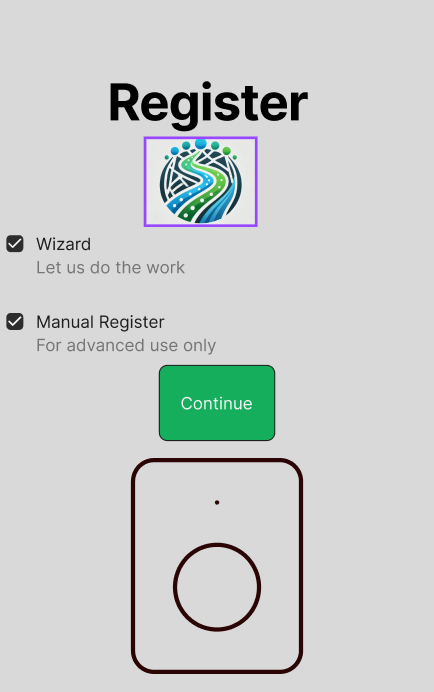 Register
Wizard
Let us do the work
Manual Register
For advanced use only
Continue